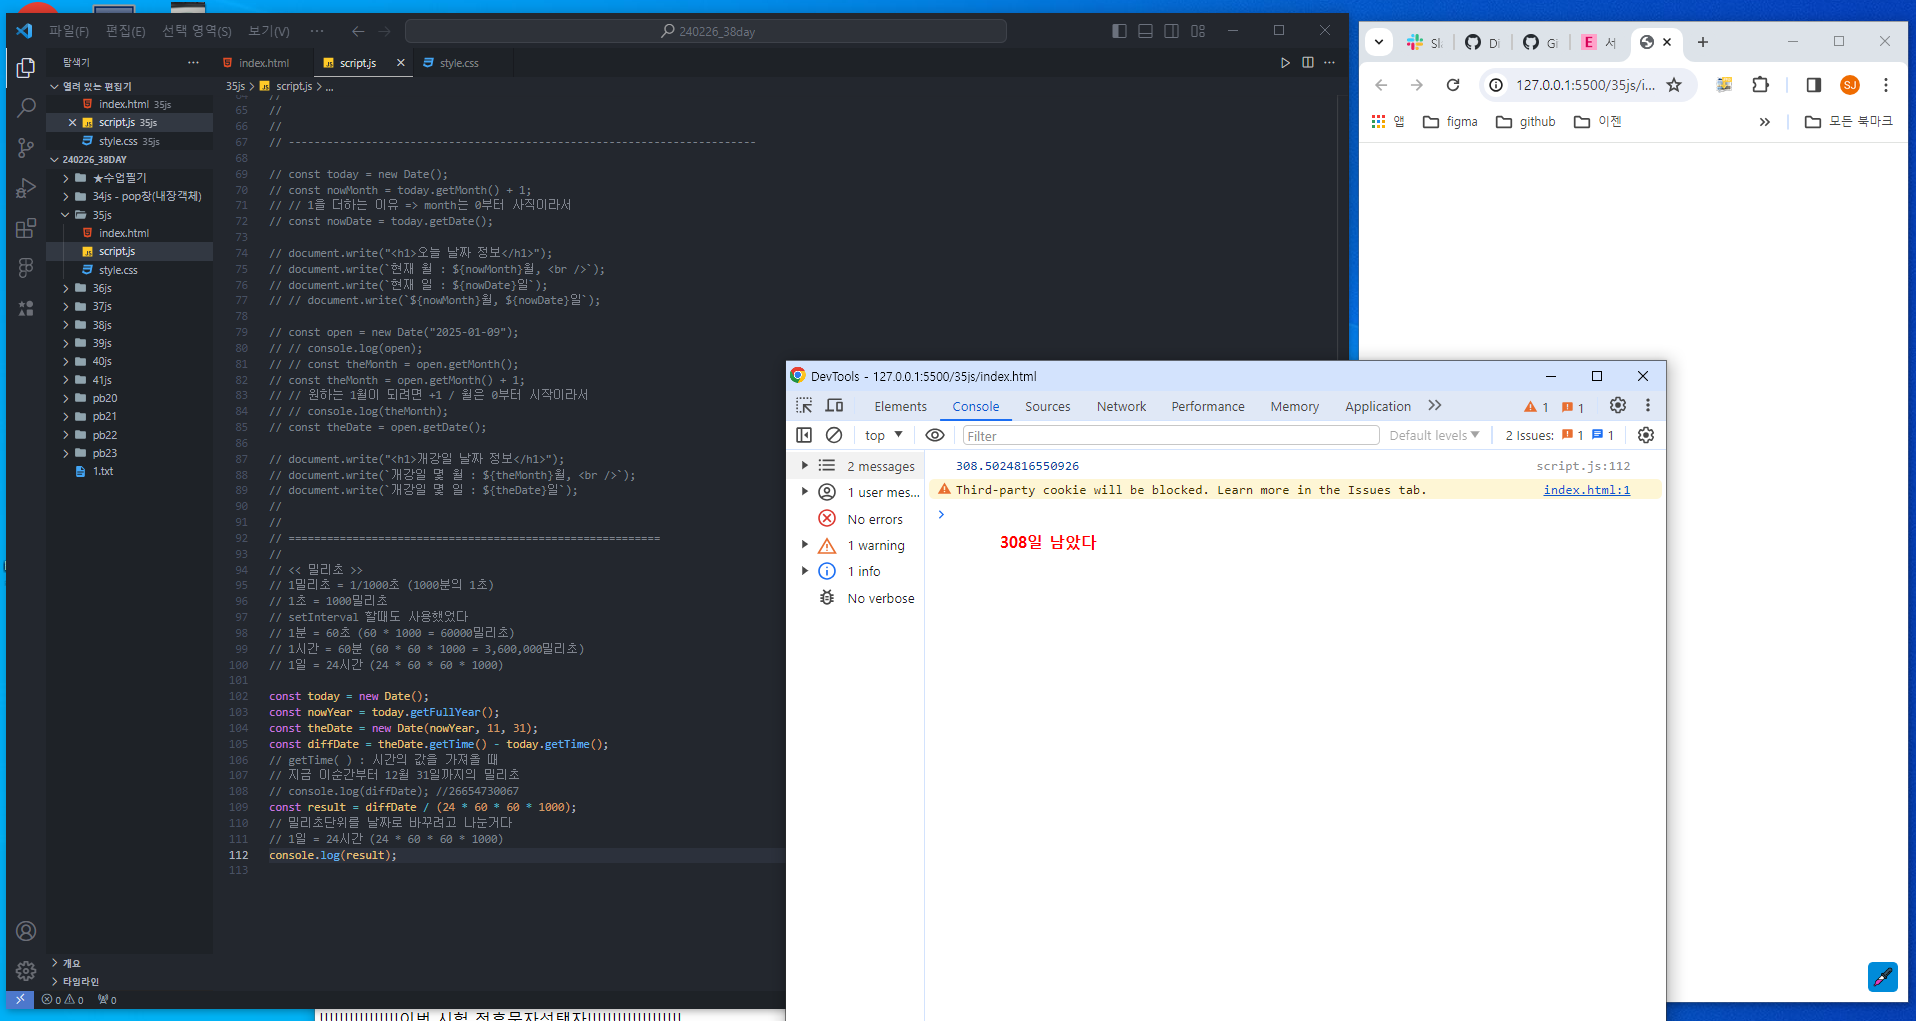 파일(F) 편집(E) 선택 영역(S) 보기(V) ··· 240226_38day
탐색기
열려 있는 편집기
index.html 35js
script.js 35js
style.css 35js
240226_38DAY
★수업필기
34js - pop창(내장객체)
35js
index.html
script.js
style.css
36js
37js
38js
39js
40js
41js
pb20
pb21
pb22
pb23
1.txt
개요
타임라인
0 0 0
index.html script.js style.css
35js > script.js > ...
64 //
65 //
66 //
67 // -------------------------------------------------------------------------
68
69 // const today = new Date();
70 // const nowMonth = today.getMonth() + 1;
71 // // 1을 더하는 이유 => month는 0부터 사직이라서
72 // const nowDate = today.getDate();
73
74 // document.write("<h1>오늘 날짜 정보</h1>");
75 // document.write(`현재 월 : ${nowMonth}월, <br />`);
76 // document.write(`현재 일 : ${nowDate}일`);
77 // // document.write(`${nowMonth}월, ${nowDate}일`);
78
79 // const open = new Date("2025-01-09");
80 // // console.log(open);
81 // // const theMonth = open.getMonth();
82 // const theMonth = open.getMonth() + 1;
83 // // 원하는 1월이 되려면 +1 / 월은 0부터 시작이라서
84 // // console.log(theMonth);
85 // const theDate = open.getDate();
86
87 // document.write("<h1>개강일 날짜 정보</h1>");
88 // document.write(`개강일 몇 월 : ${theMonth}월, <br />`);
89 // document.write(`개강일 몇 일 : ${theDate}일`);
90 //
91 //
92 // ==========================================================
93 //
94 // << 밀리초 >>
95 // 1밀리초 = 1/1000초 (1000분의 1초)
96 // 1초 = 1000밀리초
97 // setInterval 할때도 사용했었다
98 // 1분 = 60초 (60 * 1000 = 60000밀리초)
99 // 1시간 = 60분 (60 * 60 * 1000 = 3,600,000밀리초)
100 // 1일 = 24시간 (24 * 60 * 60 * 1000)
101
102 const today = new Date();
103 const nowYear = today.getFullYear();
104 const theDate = new Date(nowYear, 11, 31);
105 const diffDate = theDate.getTime() - today.getTime();
106 // getTime( ) : 시간의 값을 가져올 때
107 // 지금 이순간부터 12월 31일까지의 밀리초
108 // console.log(diffDate); //26654730067
109 const result = diffDate / (24 * 60 * 60 * 1000);
110 // 밀리초단위를 날짜로 바꾸려고 나눈거다
111 // 1일 = 24시간 (24 * 60 * 60 * 1000)
112 console.log(result);
113
Sl Di Gi E 서
127.0.0.1:5500/35js/i... SJ
앱 figma github 이젠 » 모든 북마크
DevTools - 127.0.0.1:5500/35js/index.html
Elements Console Sources Network Performance Memory Application » 1 1
top Filter Default levels 2 Issues: 1 1
2 messages
1 user mes...
No errors
1 warning
1 info
No verbose
308.5024816550926 script.js:112
Third-party cookie will be blocked. Learn more in the Issues tab. index.html:1
308일 남았다